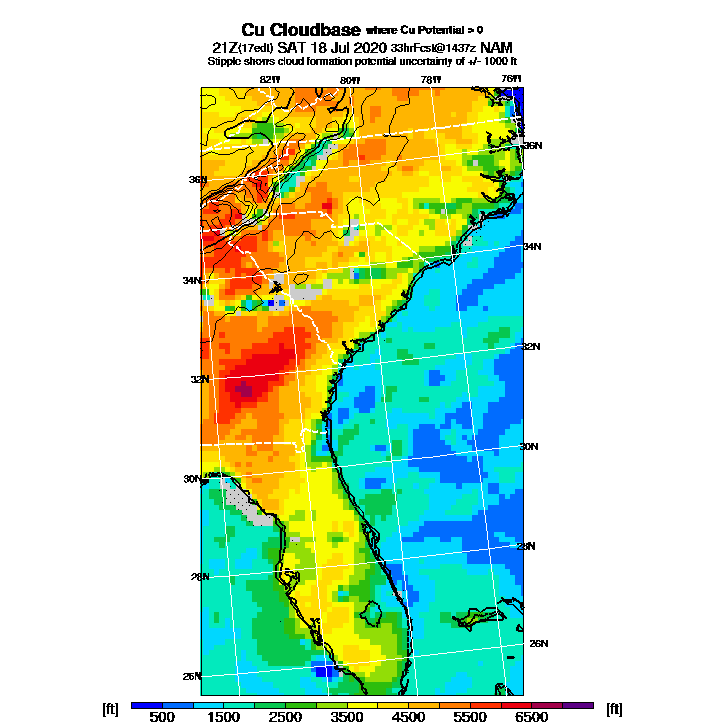 Cu Cloudbase where Cu Potential > 0
21Z(17edt) SAT 18 Jul 2020 33hrFcst@1437z NAM
Stipple shows cloud formation potential uncertainty of +/- 1000 ft
82W 80W 78W 76W
36N
36N
34N
34N
32N
32N
30N
30N
28N
28N
26N
26N
[ft] 500 1500 2500 3500 4500 5500 6500 [ft]